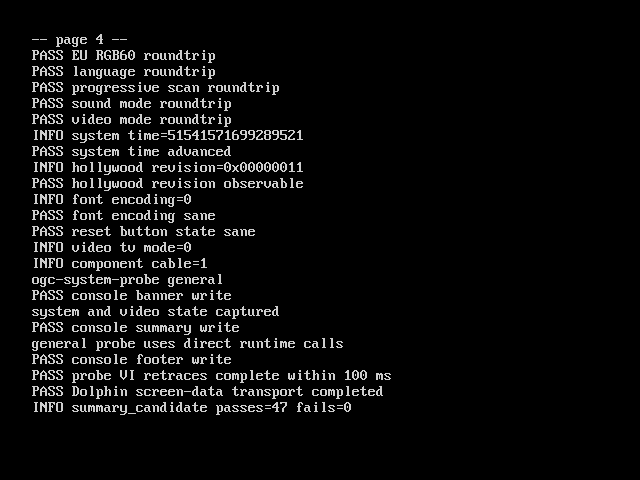 -- page 4 --
PASS EU RGB60 roundtrip
PASS language roundtrip
PASS progressive scan roundtrip
PASS sound mode roundtrip
PASS video mode roundtrip
INFO system time=51541571699289521
PASS system time advanced
INFO hollywood revision=0x00000011
PASS hollywood revision observable
INFO font encoding=0
PASS font encoding sane
PASS reset button state sane
INFO video tv mode=0
INFO component cable=1
ogc-system-probe general
PASS console banner write
system and video state captured
PASS console summary write
general probe uses direct runtime calls
PASS console footer write
PASS probe VI retraces complete within 100 ms
PASS Dolphin screen-data transport completed
INFO summary_candidate passes=47 fails=0